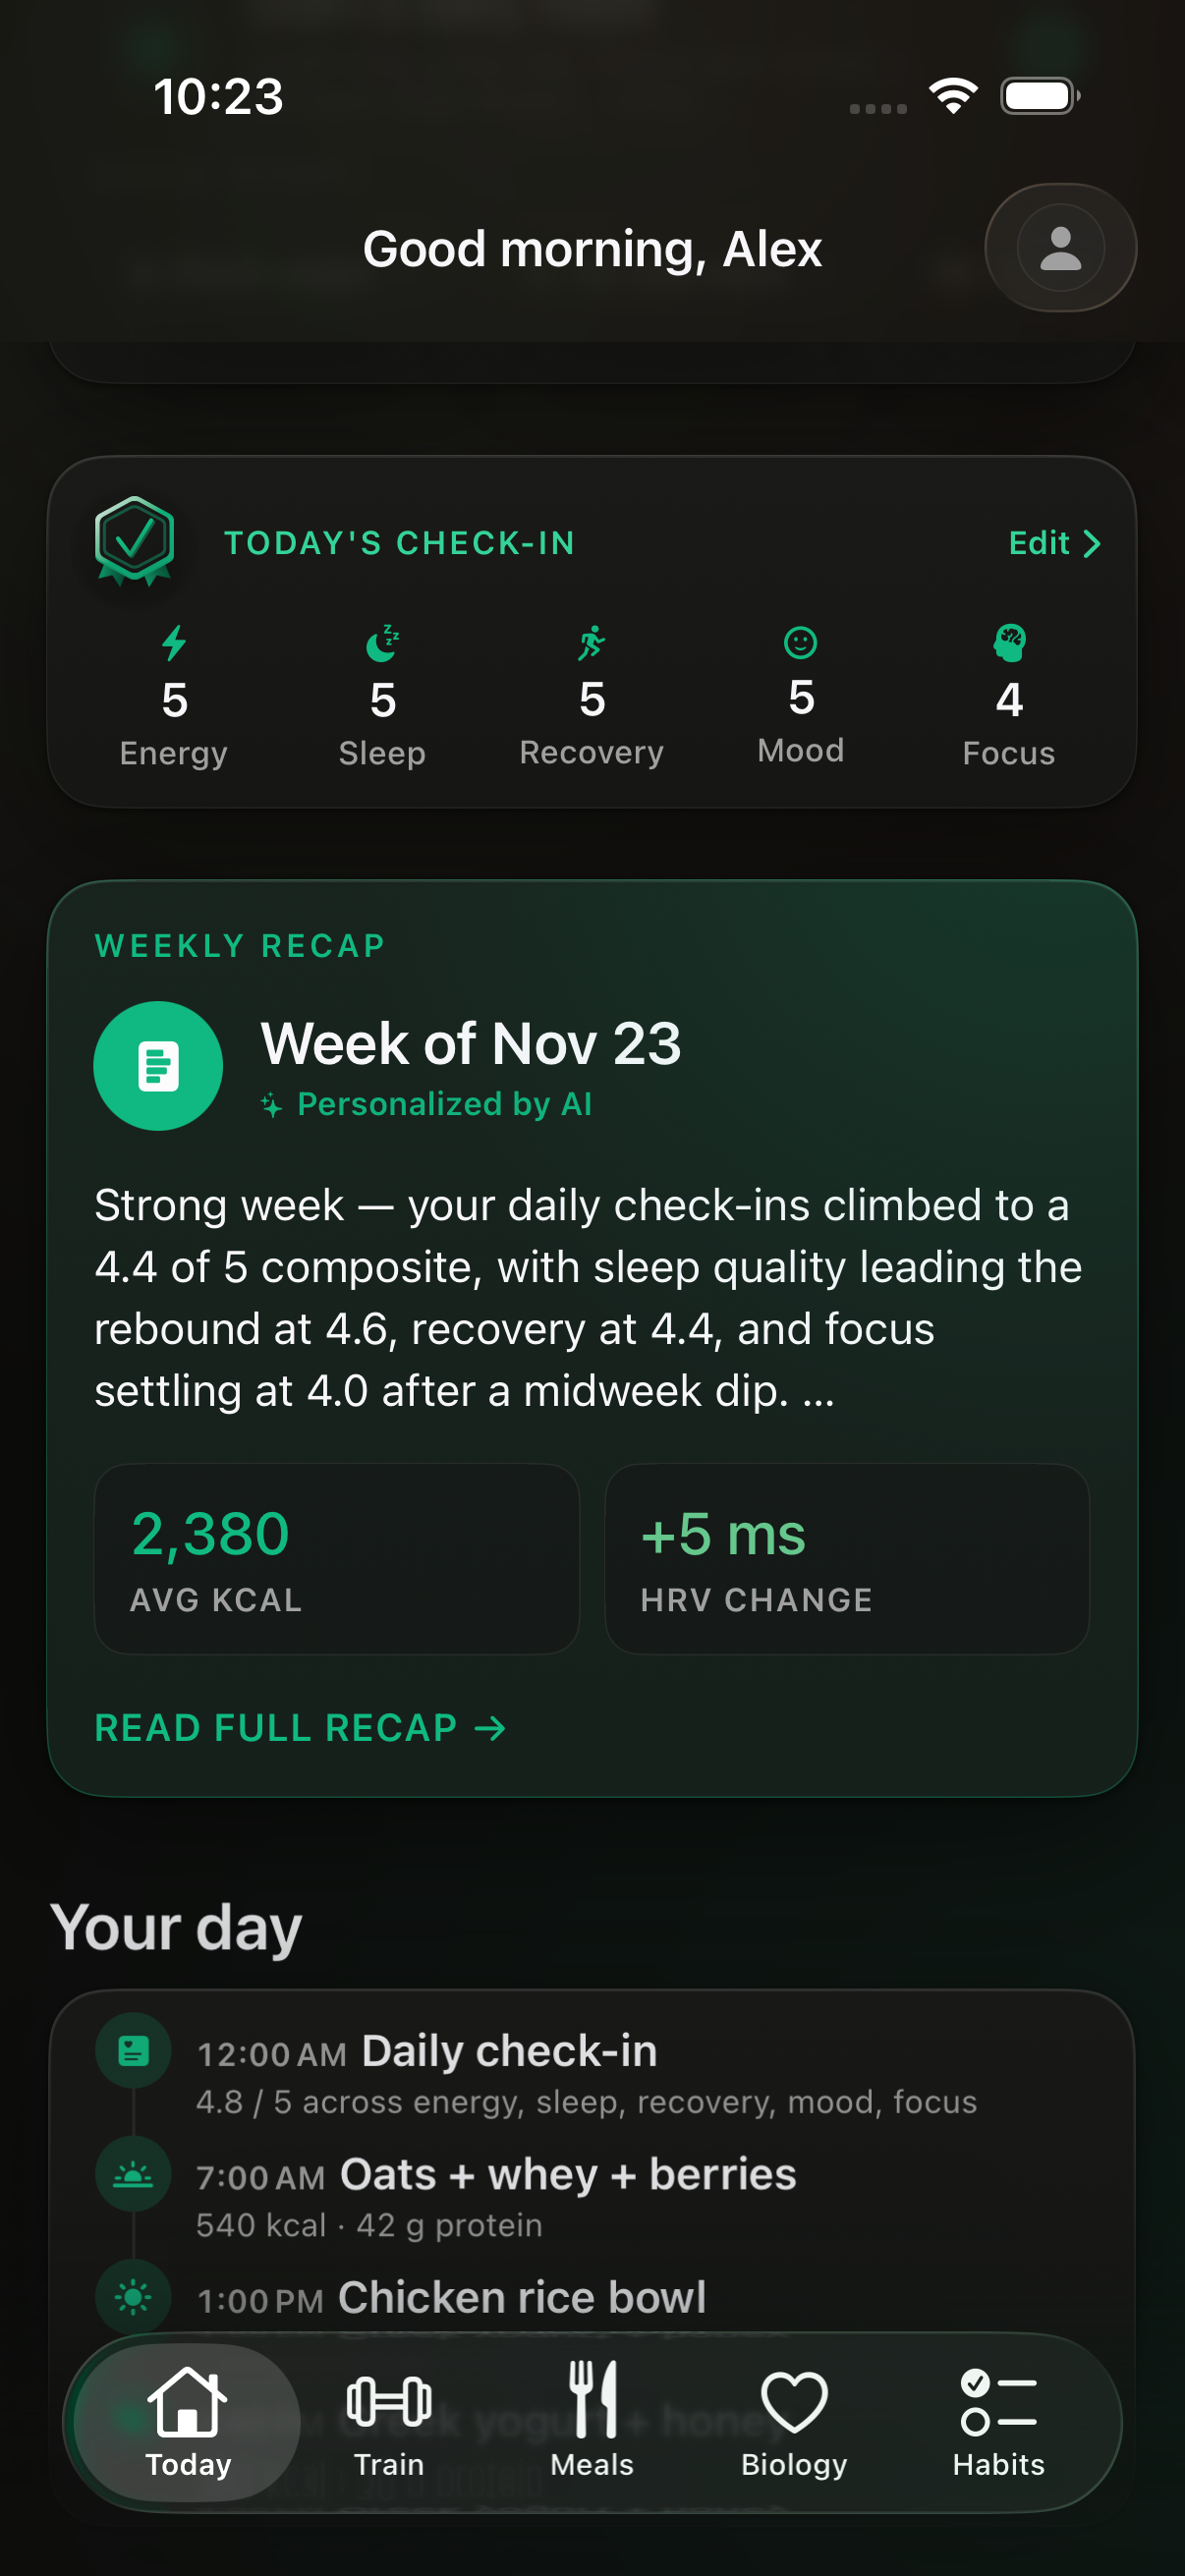 10:23
Good morning, Alex
TODAY'S CHECK-IN
Edit
5
5
5
5
4
Energy
Sleep
Recovery
Mood
Focus
WEEKLY RECAP
Week of Nov 23
Personalized by AI
Strong week — your daily check-ins climbed to a
4.4 of 5 composite, with sleep quality leading the
rebound at 4.6, recovery at 4.4, and focus
settling at 4.0 after a midweek dip. ...
2,380
AVG KCAL
+5 ms
HRV CHANGE
READ FULL RECAP →
Your day
12:00 AM Daily check-in
4.8 / 5 across energy, sleep, recovery, mood, focus
7:00 AM Oats + whey + berries
540 kcal · 42 g protein
1:00 PM Chicken rice bowl
yogurt + honey
Today
Train
Meals
Biology
Habits